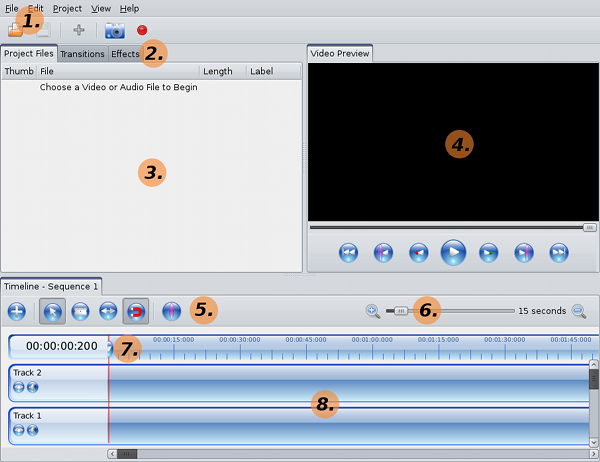 File Edit Project View Help
1.
Project Files Transitions Effects 2. Video Preview
Thumb File Length Label
Choose a Video or Audio File to Begin
3.
4.
Timeline - Sequence 1
5. 6. 15 seconds
00:00:00:200 7. 00:00:15:000 00:00:30:000 00:00:45:000 00:01:00:000 00:01:15:000 00:01:30:000 00:01:45:000
Track 2
8.
Track 1